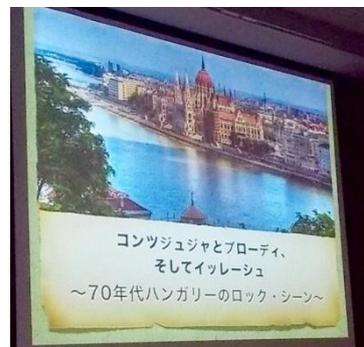 コンツジュジャとブローディ、
そしてイッレーシュ
～70年代ハンガリーのロック・シーン～